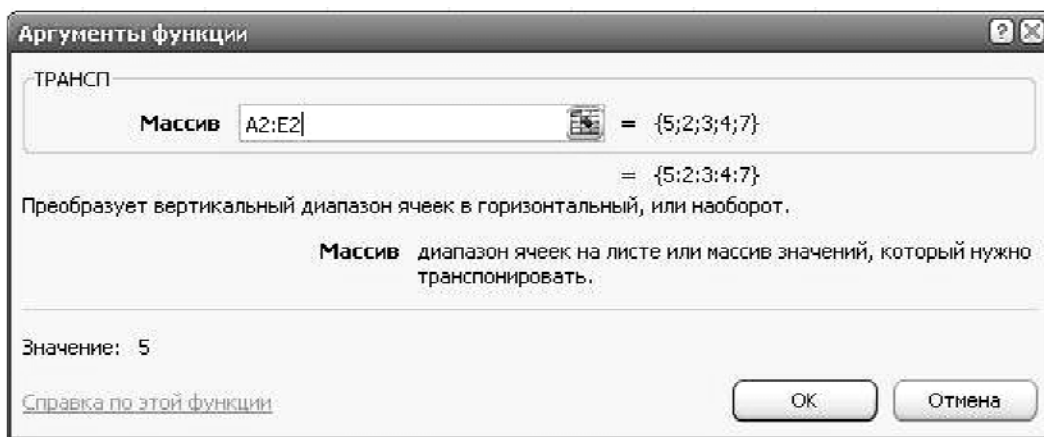 Аргументы функции
ТРАНСП
Массив A2:E2 = {5;2;3;4;7}
= {5:2:3:4:7}
Преобразует вертикальный диапазон ячеек в горизонтальный, или наоборот.
Массив диапазон ячеек на листе или массив значений, который нужно
транспонировать.
Значение: 5
Справка по этой функции
ОК Отмена